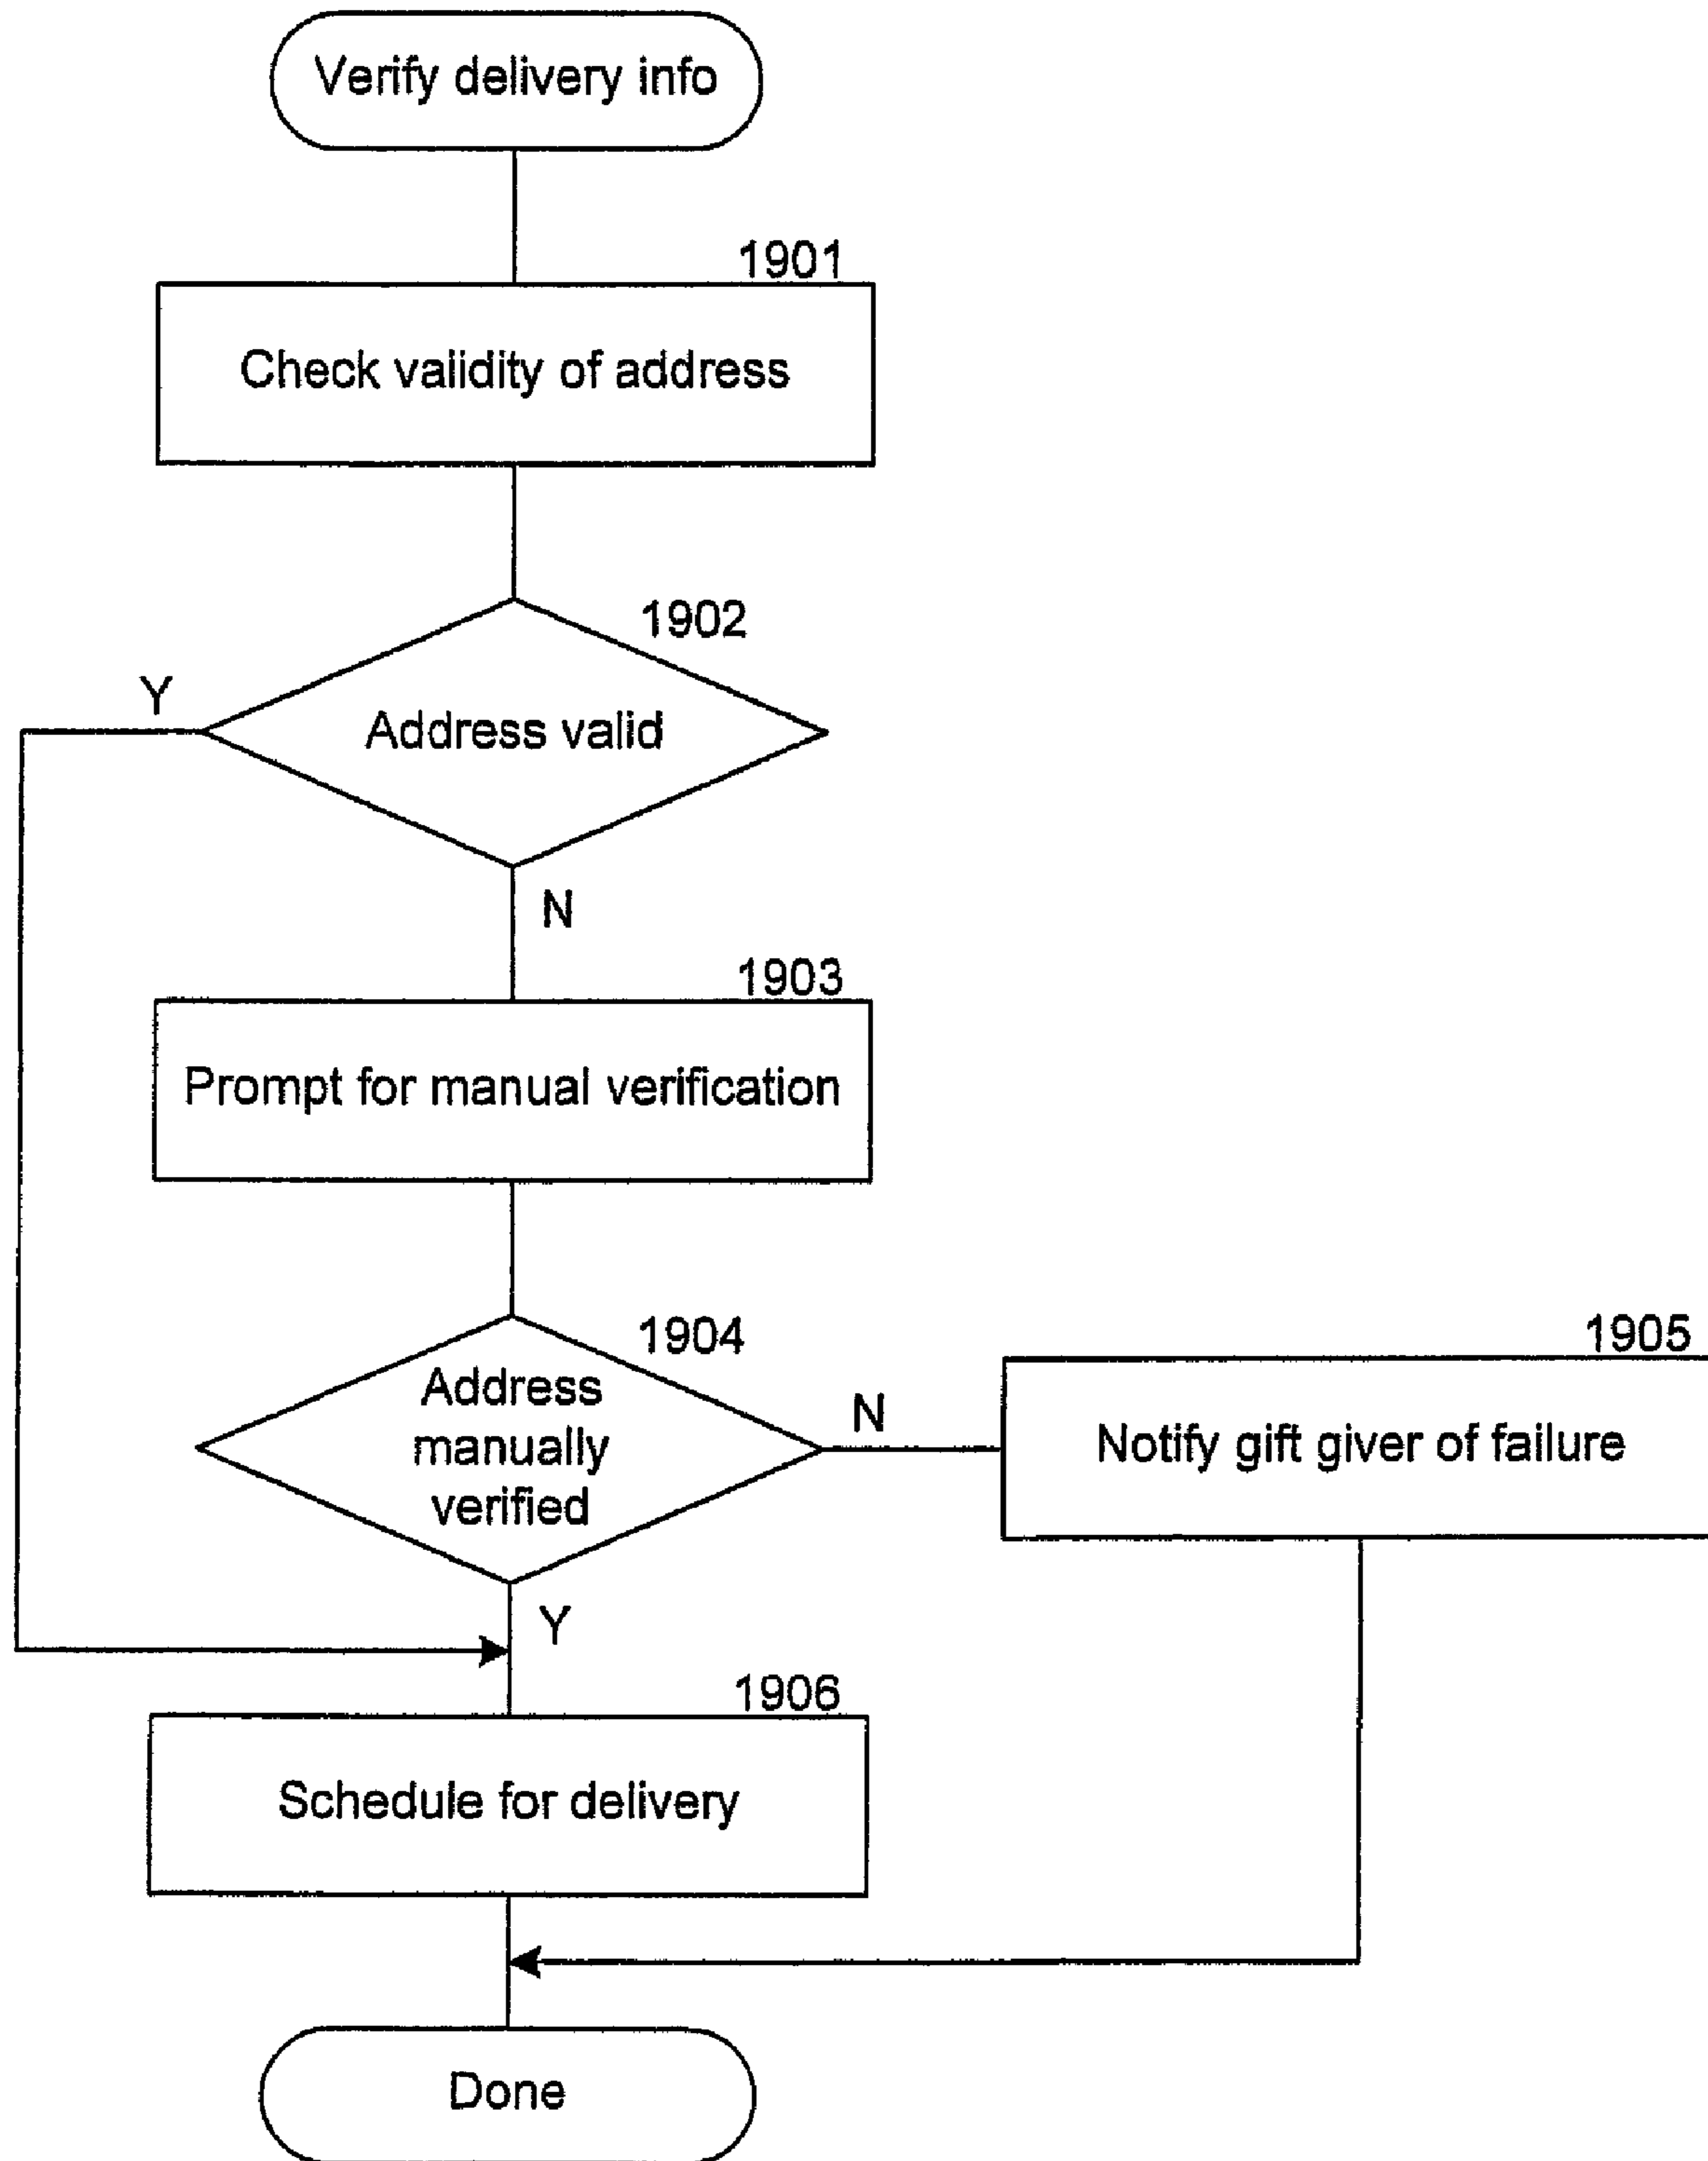 Verify delivery info
1901
Check validity of address
1902
Address valid
Y
N
1903
Prompt for manual verification
1904
Address
manually
verified
N
1905
Notify gift giver of failure
Y
1906
Schedule for delivery
Done